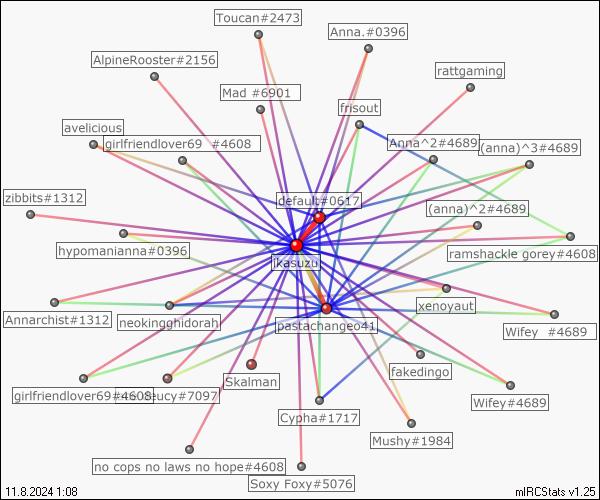 Toucan#2473
Anna.#0396
AlpineRooster#2156
rattgaming
Mad #6901
frisout
avelicious
girlfriendlover69 #4608
Anna^2#4689
(anna)^3#4689
zibbits#1312
default#0617
(anna)^2#4689
hypomanianna#0396
ikasuzu
ramshackle gorey#4608
Annarchist#1312
neokingghidorah
pastachangeo41
xenoyaut
Wifey #4689
fakedingo
Skalman
girlfriendlover69#4608
eucy#7097
Cypha#1717
Wifey#4689
Mushy#1984
no cops no laws no hope#4608
Soxy Foxy#5076
11.8.2024 1:08
mIRCStats v1.25